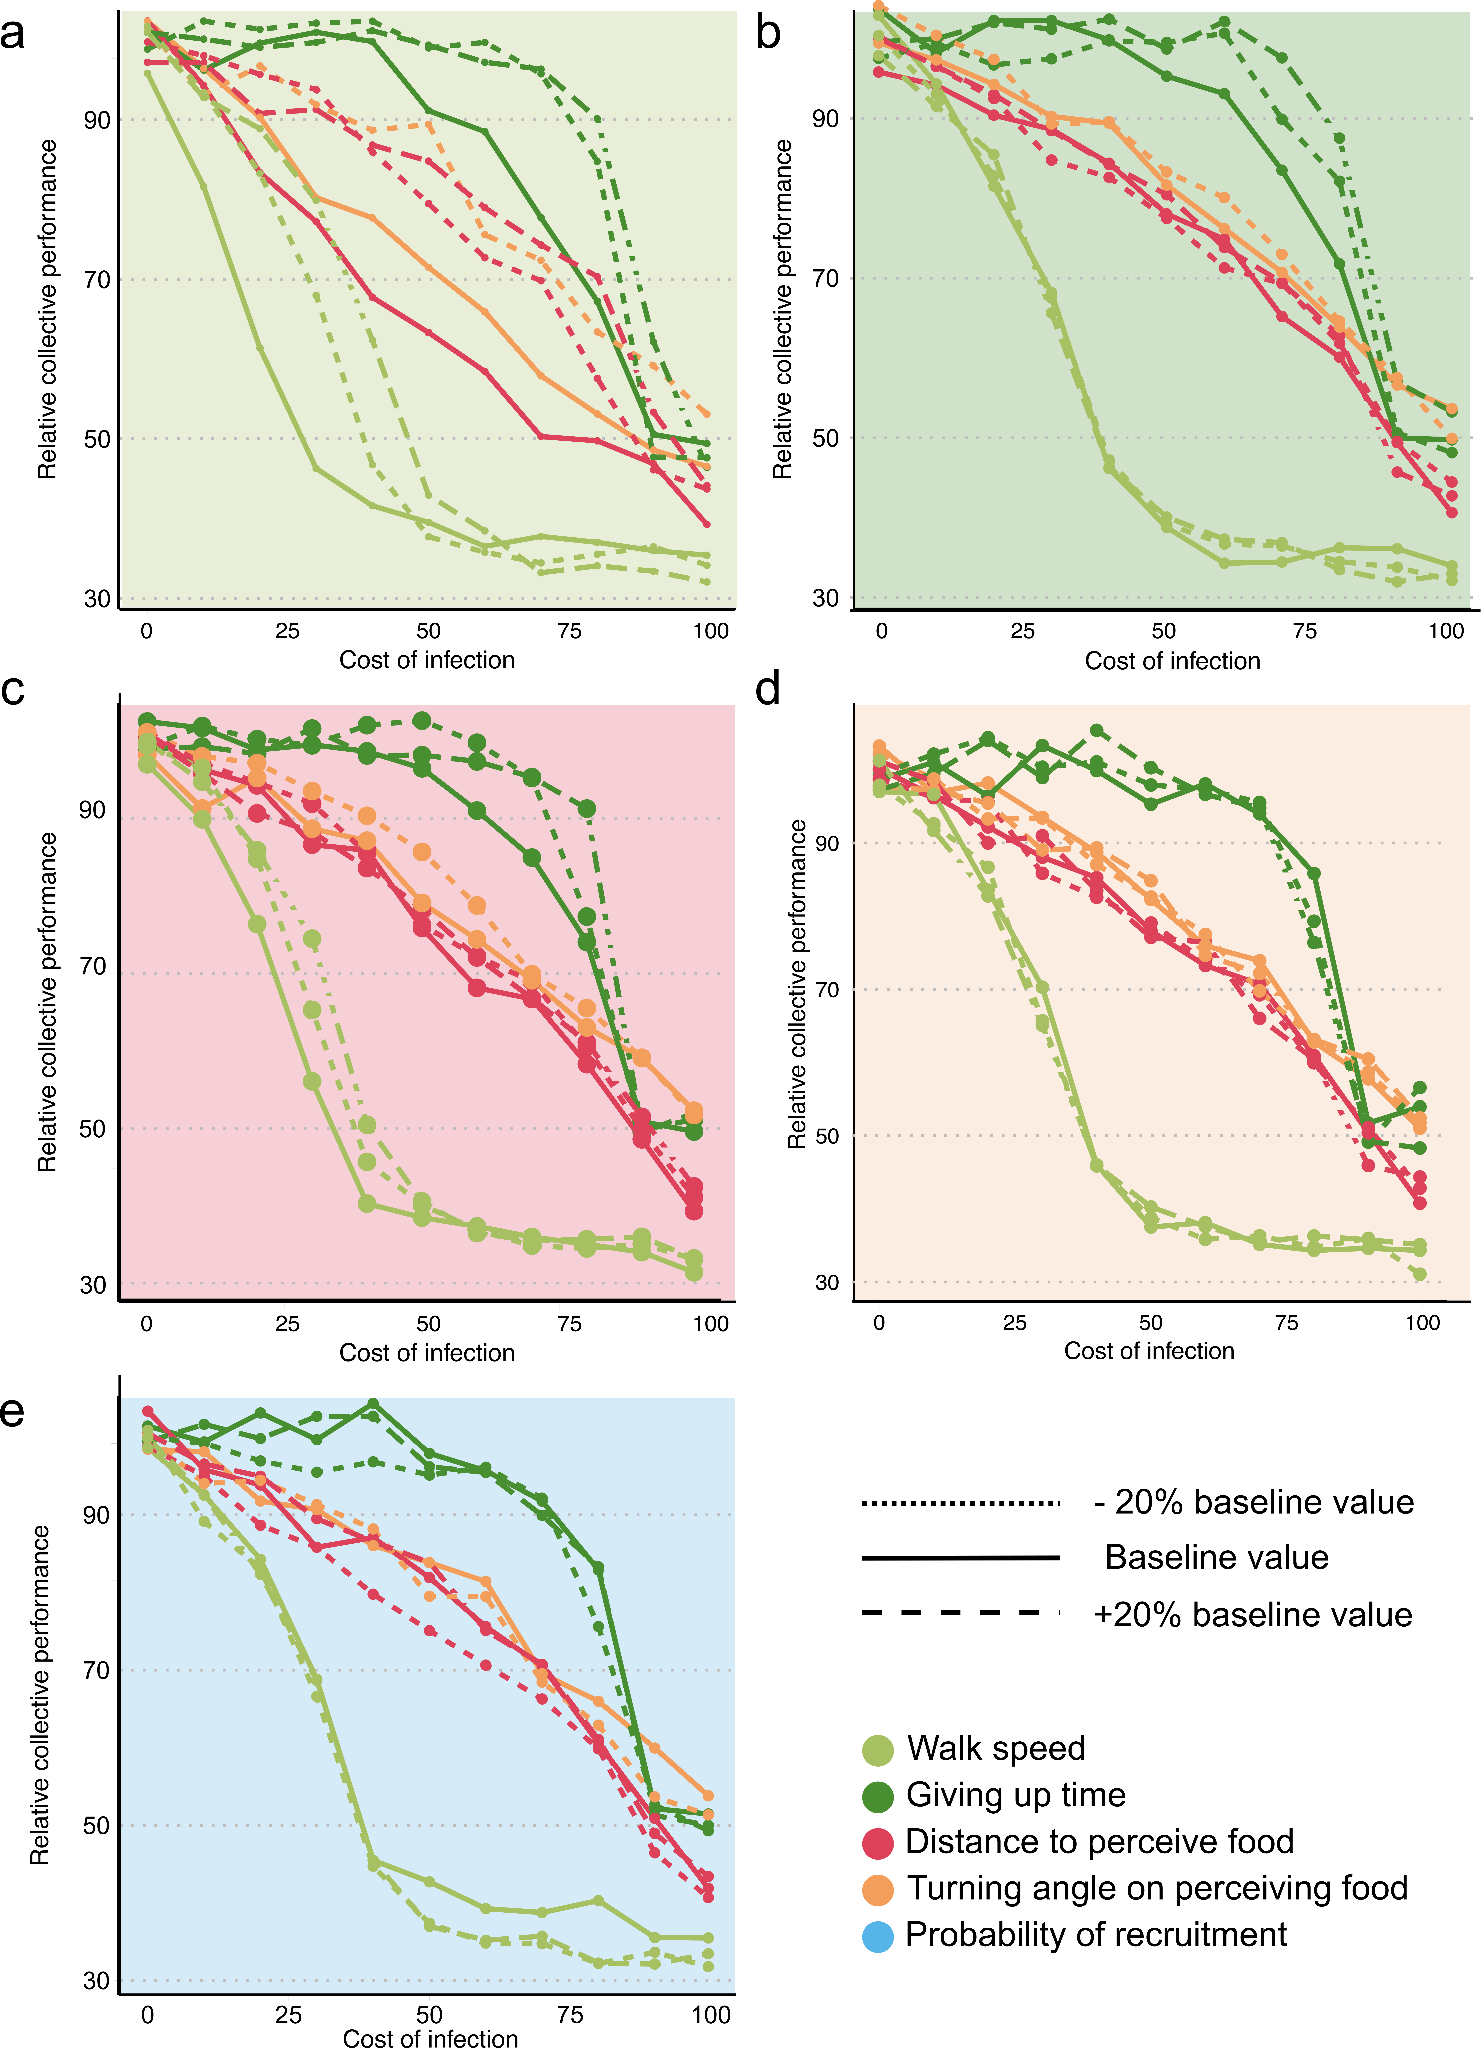 a
90
70
50
30
0 25 50 75 100
Relative collective performance
Cost of infection
b
90
70
50
30
0 25 50 75 100
Relative collective performance
Cost of infection
c
90
70
50
30
0 25 50 75 100
Relative collective performance
Cost of infection
d
90
70
50
30
0 25 50 75 100
Relative collective performance
Cost of infection
e
90
70
50
30
0 25 50 75 100
Relative collective performance
Cost of infection
- 20% baseline value
Baseline value
+20% baseline value
Walk speed
Giving up time
Distance to perceive food
Turning angle on perceiving food
Probability of recruitment